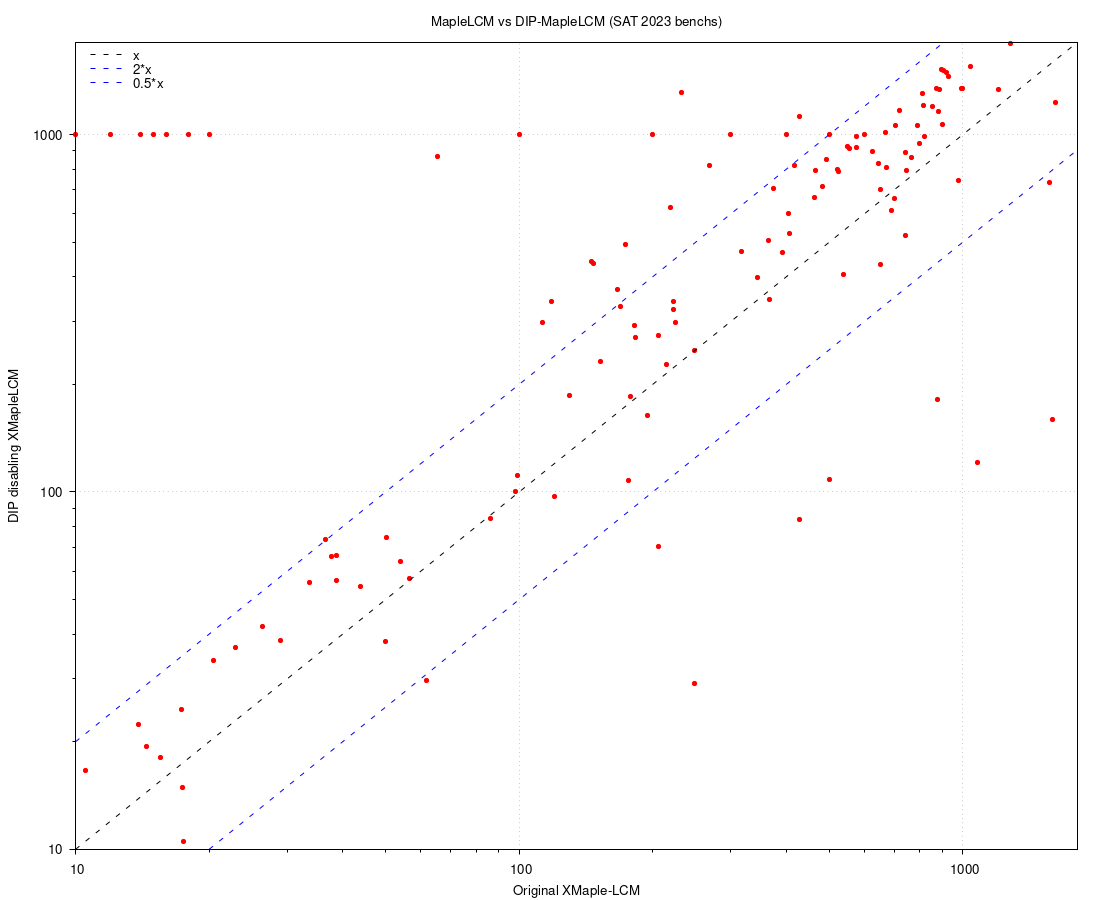 MapleLCM vs DIP-MapleLCM (SAT 2023 benchs)
x
2*x
0.5*x
1000
100
10
DIP disabling XMapleLCM
10
100
1000
Original XMaple-LCM